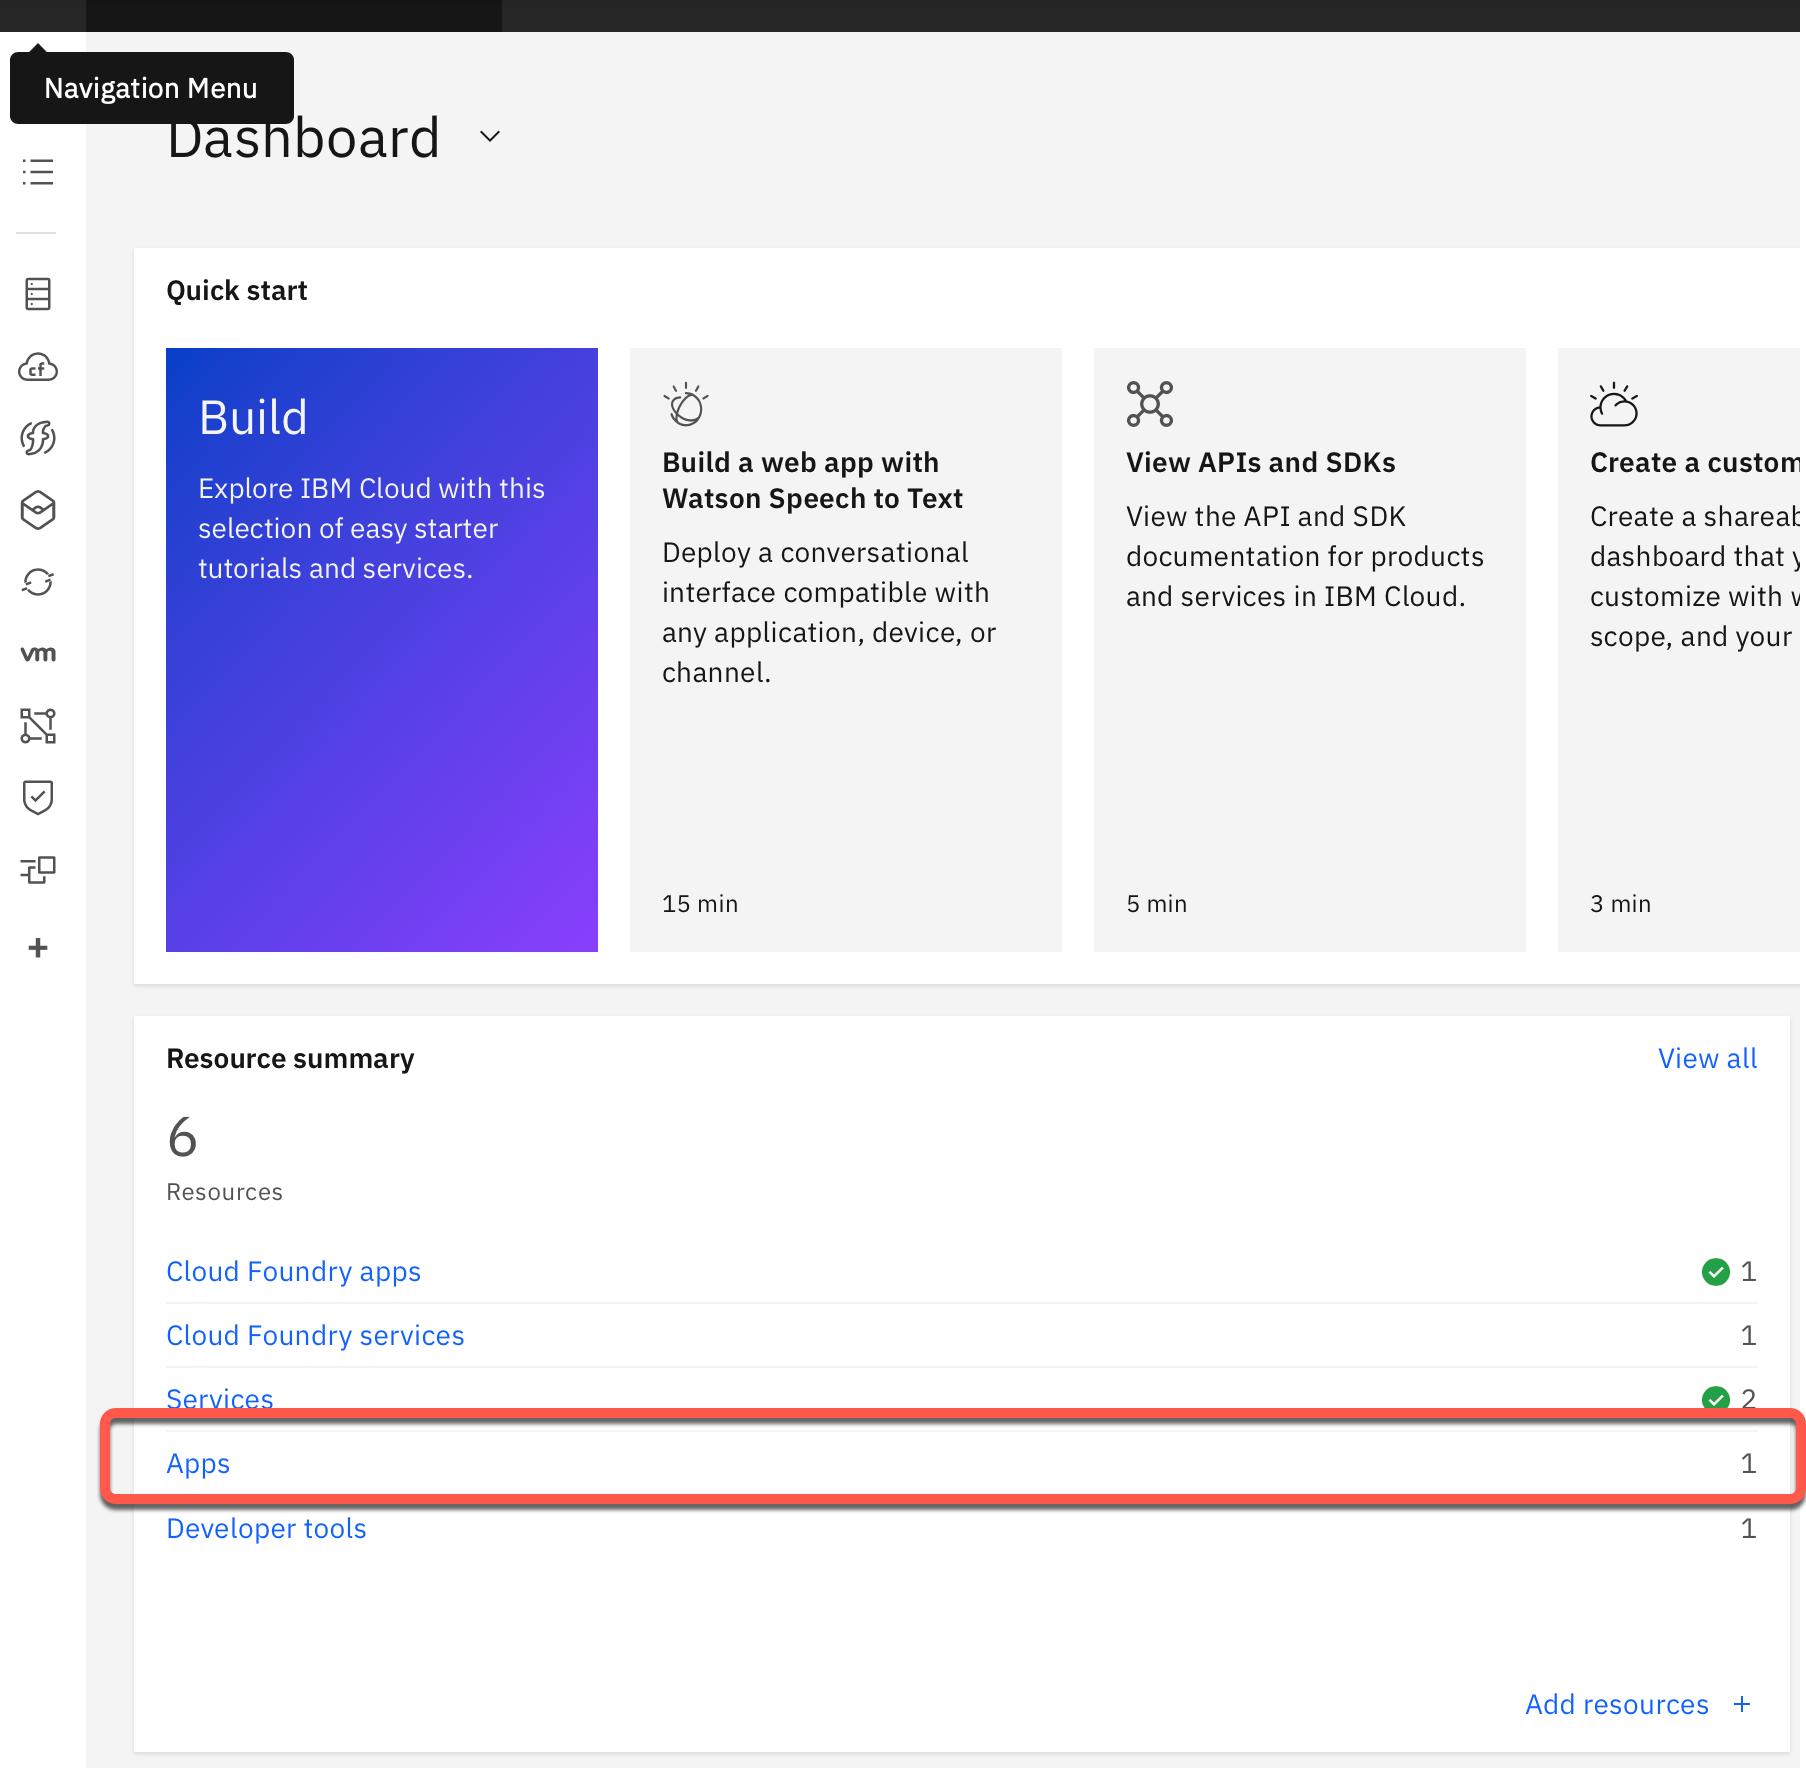 Navigation Menu
Dashboard
Quick start
Build
Explore IBM Cloud with this
selection of easy starter
tutorials and services.
Build a web app with
Watson Speech to Text
Deploy a conversational
interface compatible with
any application, device, or
channel.
15 min
View APIs and SDKs
View the API and SDK
documentation for products
and services in IBM Cloud.
5 min
Create a custom
Create a shareab
dashboard that y
customize with w
scope, and your
3 min
cf
vm
Resource summary
View all
6
Resources
Cloud Foundry apps 1
Cloud Foundry services 1
Services 2
Apps 1
Developer tools 1
Add resources +